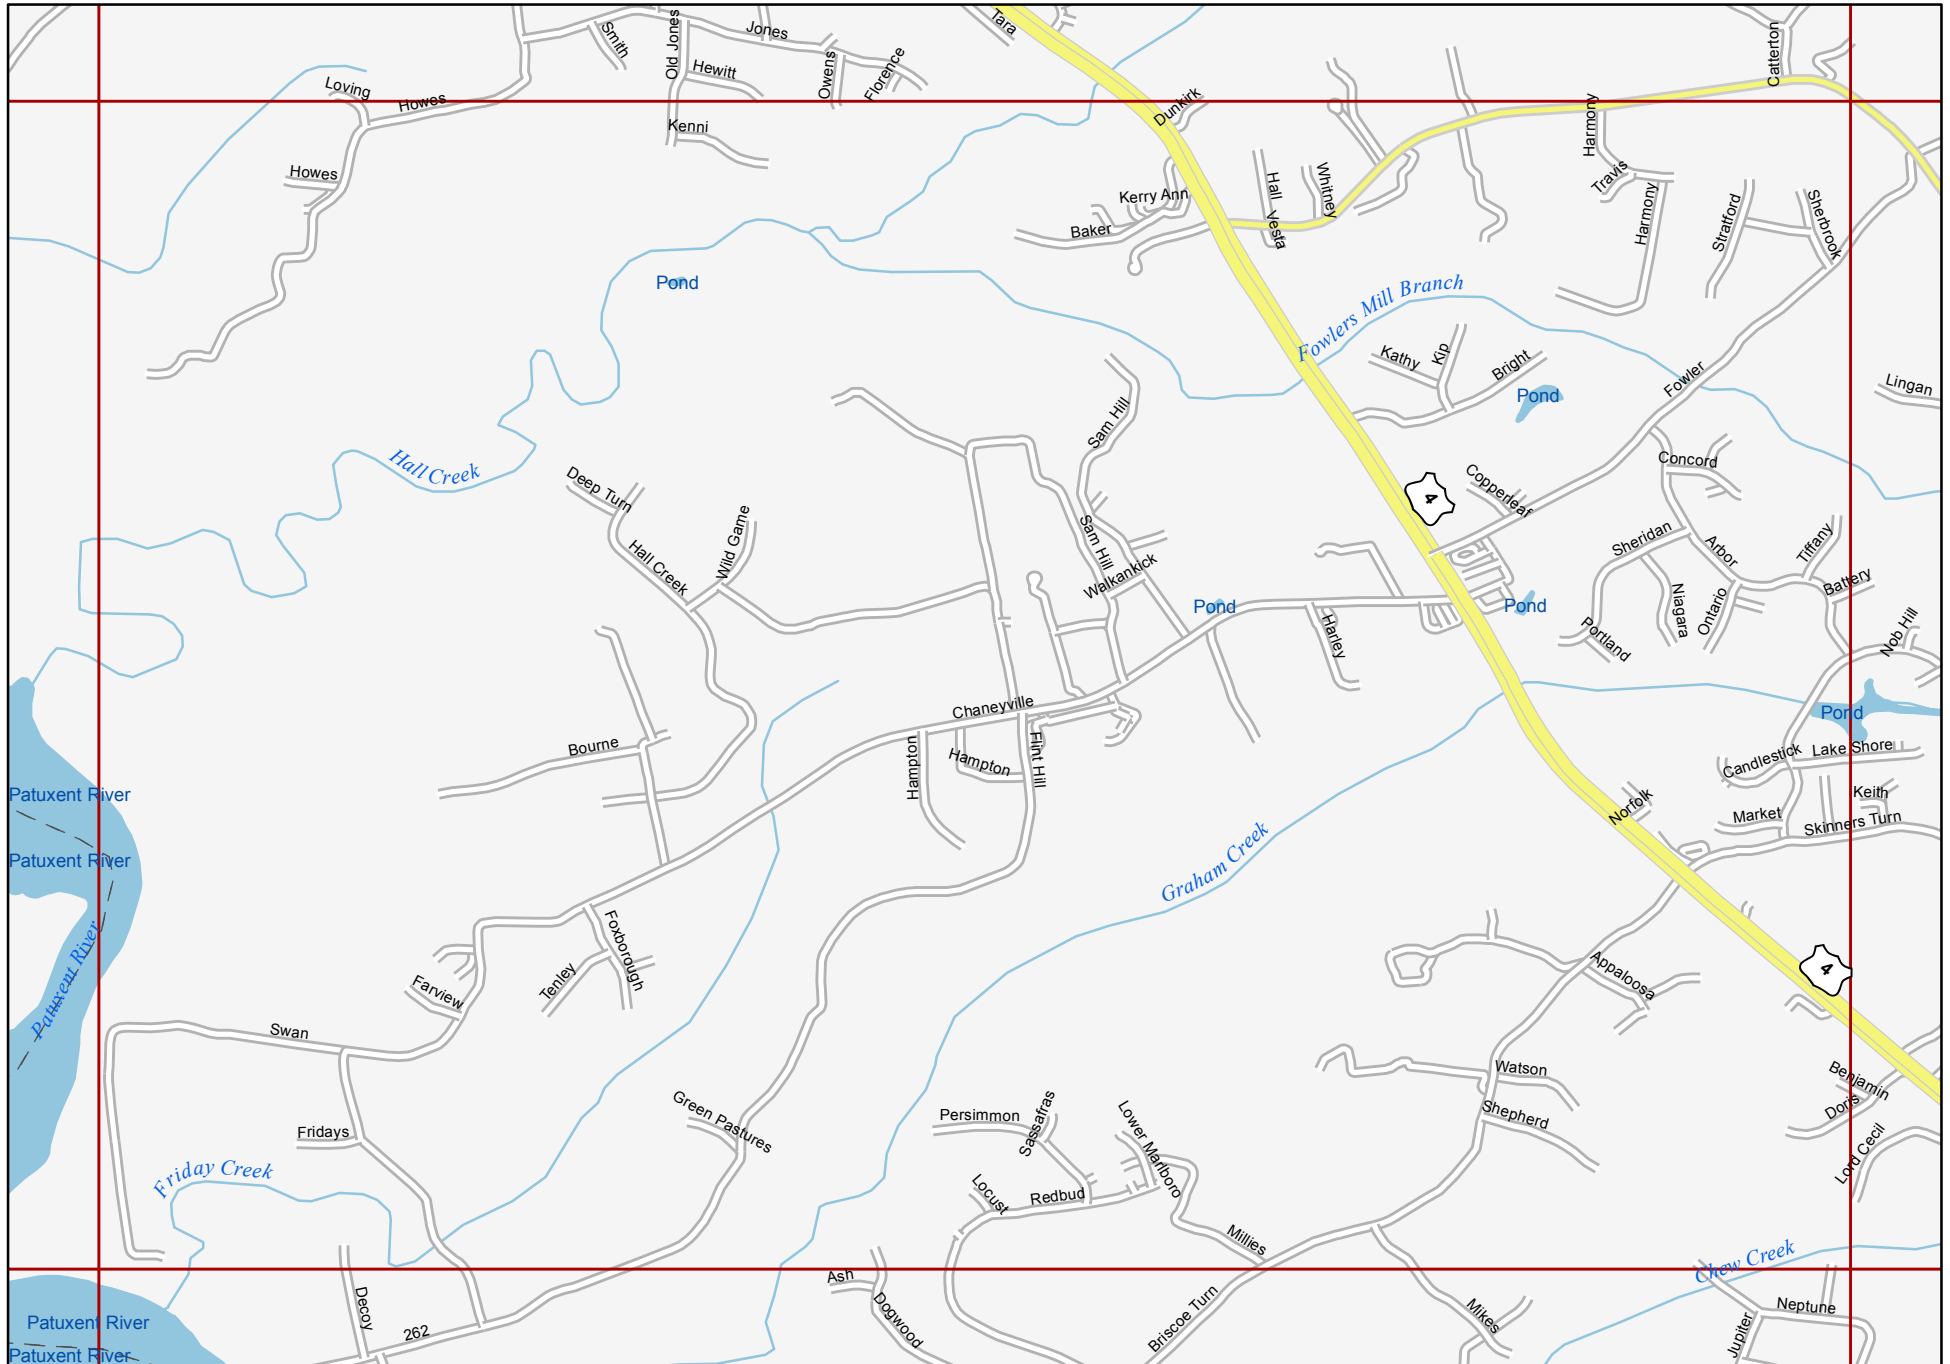 Tara
Smith
Old Jones
Jones
Hewitt
Owens
Florence
Catterton
Loving
Howes
Kenni
Dunkirk
Harmony
Howes
Kerry Ann
Baker
Hall
Vesta
Whitney
Travis
Harmony
Stratford
Sherbrook
Pond
Fowlers Mill Branch
Kathy
Kip
Bright
Pond
Fowler
Lingan
Sam Hill
Hall Creek
Deep Turn
Wild Game
Hall Creek
Sam Hill
Walkankick
4
Copperleaf
Concord
Sheridan
Arbor
Tiffany
Battery
Niagara
Ontario
Portland
Nob Hill
Pond
Pond
Harley
Chaneyville
Flint Hill
Hampton
Hampton
Bourne
Pond
Candlestick
Lake Shore
Norfolk
Market
Keith
Skinners Turn
Patuxent River
Patuxent River
Patuxent River
Graham Creek
Foxborough
Tenley
Farview
Swan
Appaloosa
4
Watson
Shepherd
Benjamin
Doris
Lord Cecil
Green Pastures
Persimmon
Sassafras
Lower Marlboro
Locust
Redbud
Millies
Fridays
Friday Creek
Chew Creek
Ash
Dogwood
Decoy
262
Briscoe Turn
Mikes
Neptune
Jupiter
Patuxent River
Patuxent River